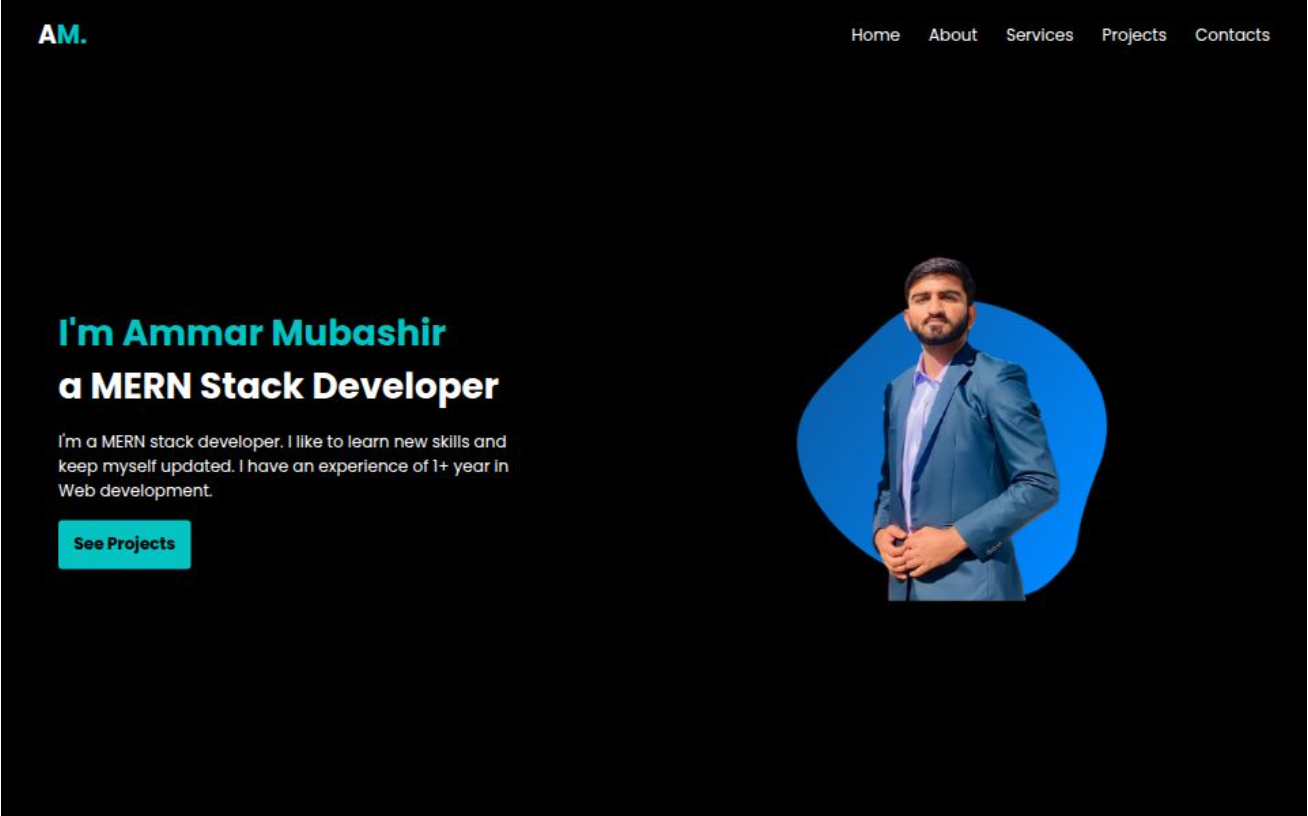 AM.
Home About Services Projects Contacts
I'm Ammar Mubashir
a MERN Stack Developer
I'm a MERN stack developer. I like to learn new skills and
keep myself updated. I have an experience of 1+ year in
Web development.
See Projects